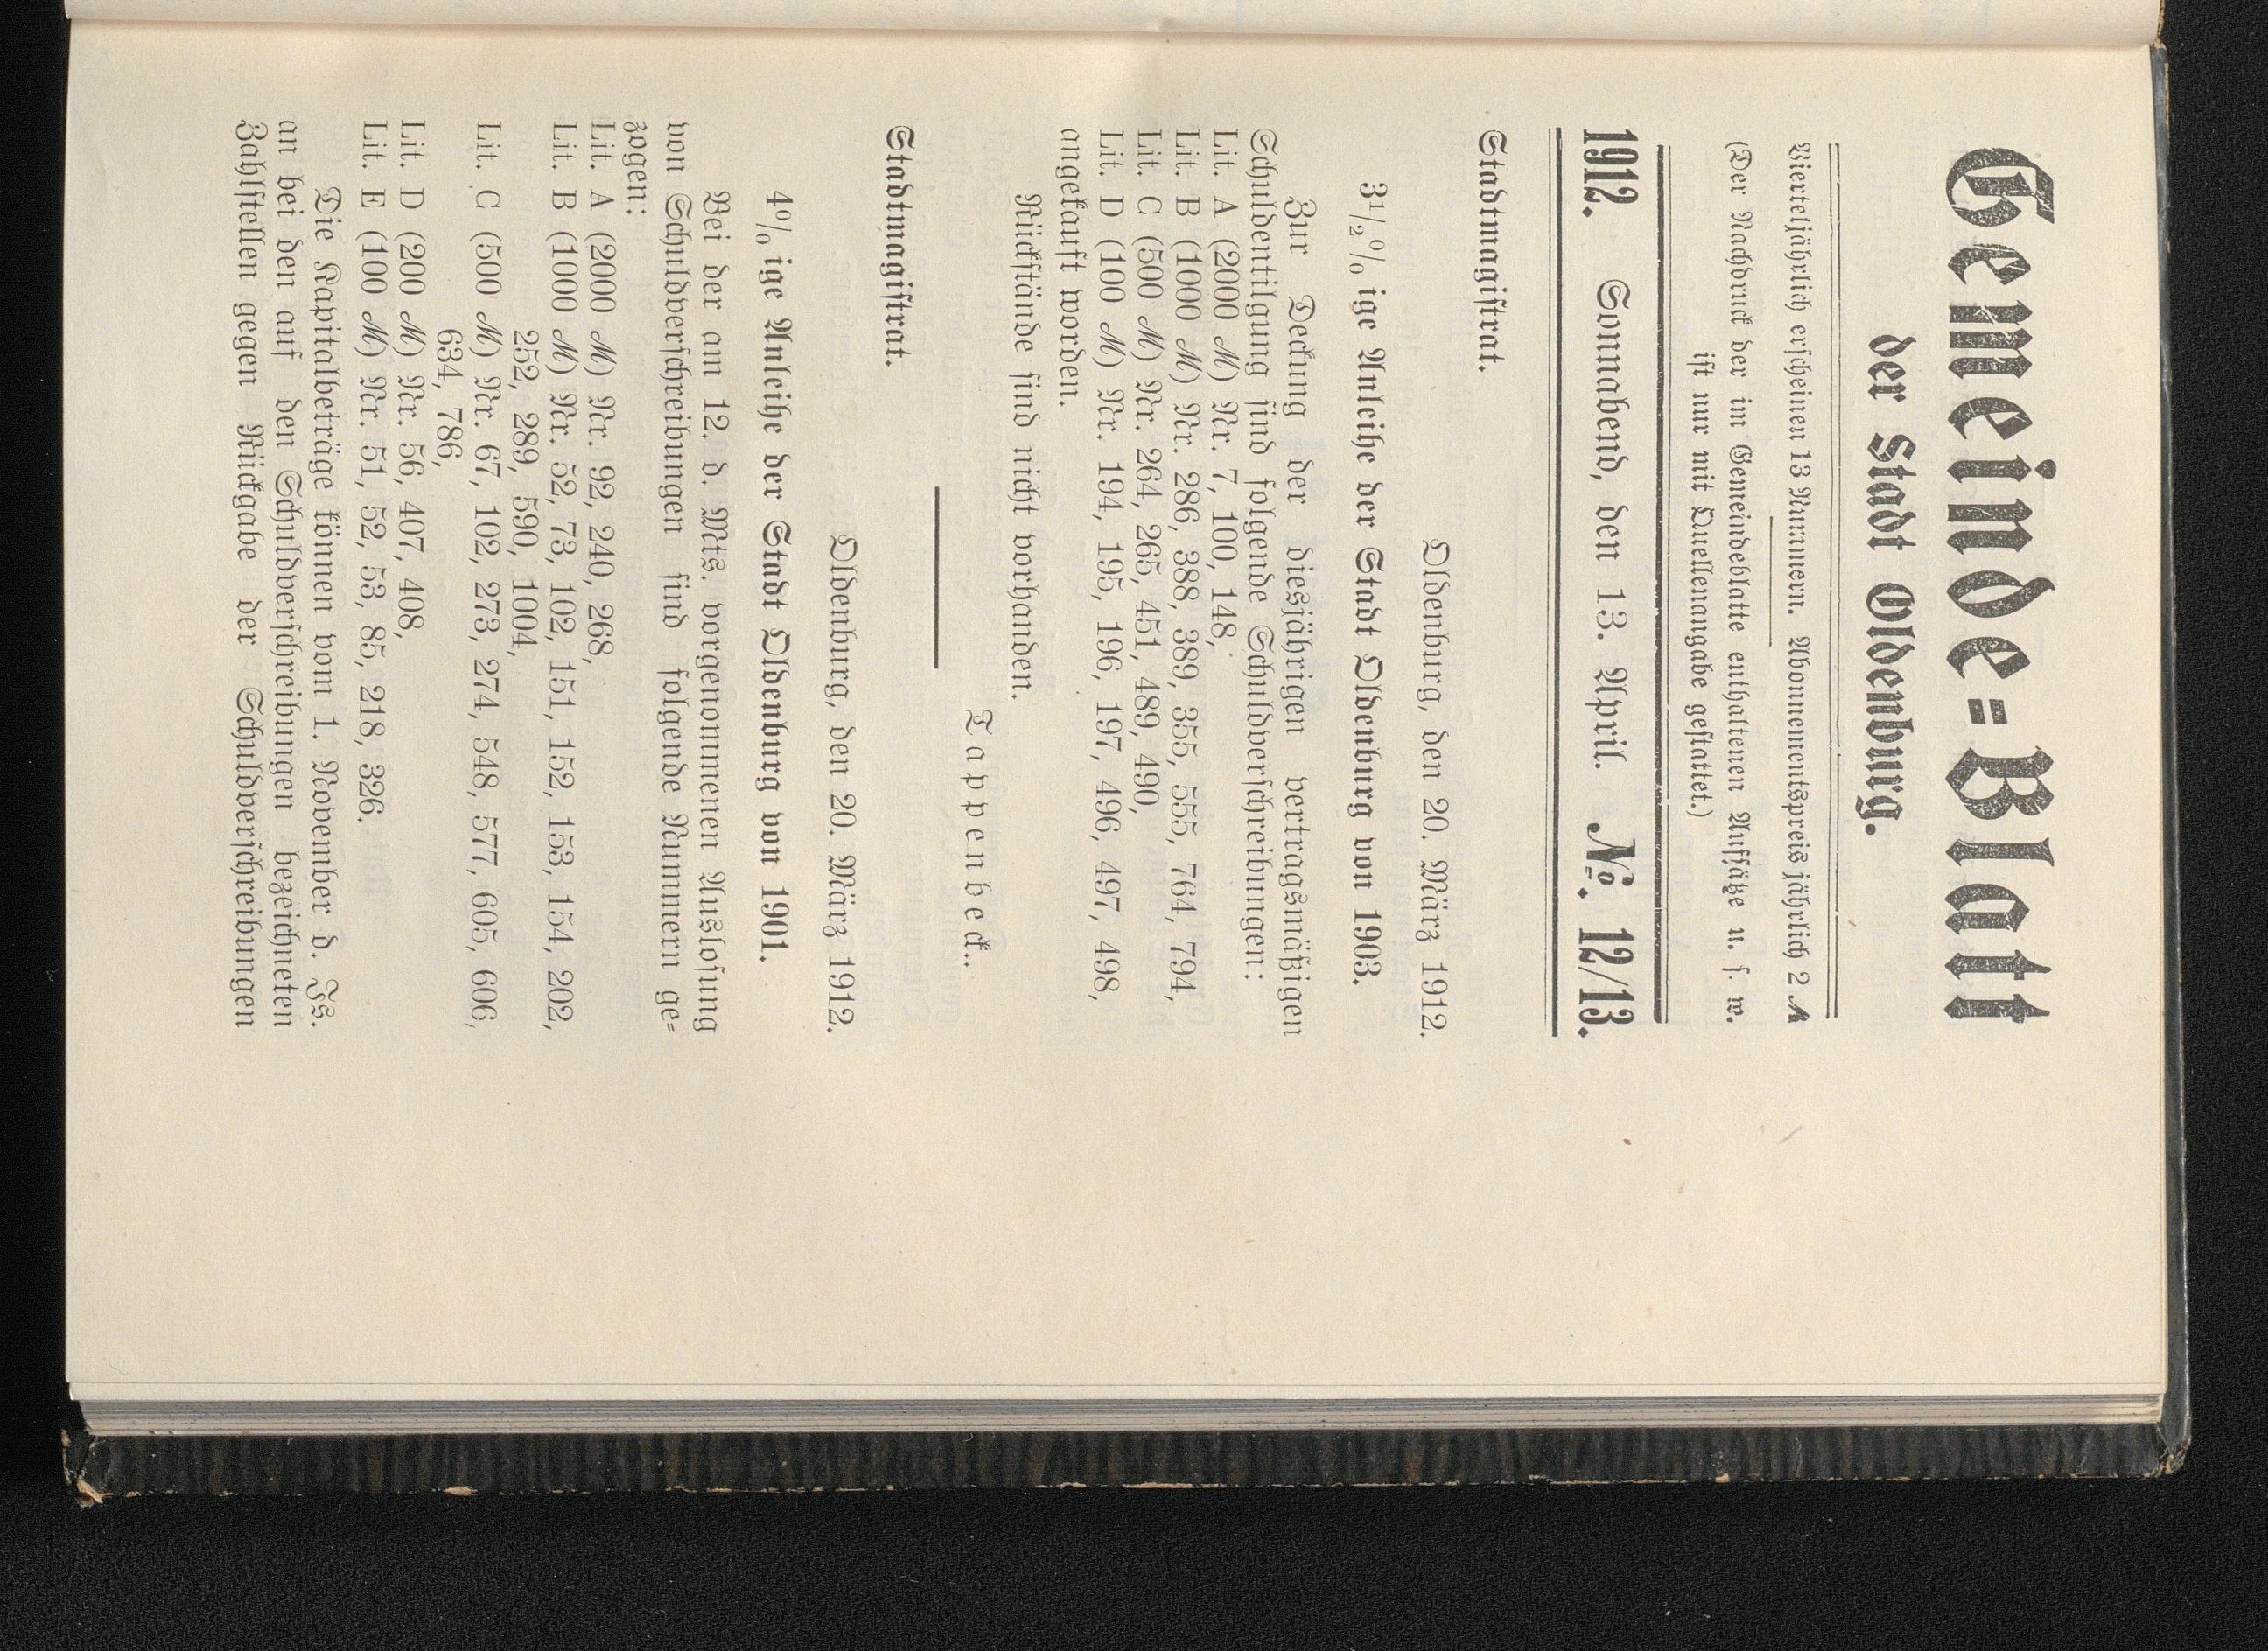 Gemeinde=Blatt
der Stadt Oldenburg.
Vierteljährlich erscheinen 13 Nummern. Abonnementspreis jährlich 2 ℳ
(Der Nachdruck der im Gemeindeblatte enthaltenen Aufsätze u. s. w.
ist nur mit Quellenangabe gestattet.)
1912. Sonnabend, den 13. April. №. 12/13.
Stadtmagistrat.
Oldenburg, den 20. März 1912.
3½% ige Anleihe der Stadt Oldenburg von 1903.
Zur Deckung der diesjährigen vertragsmäßigen
Schuldentilgung sind folgende Schuldverschreibungen:
Lit. A (2000 ℳ) Nr. 7, 100, 148,
Lit. B (1000 ℳ) Nr. 286, 388, 389, 355, 555, 764, 794,
Lit. C (500 ℳ) Nr. 264, 265, 451, 489, 490,
Lit. D (100 ℳ) Nr. 194, 195, 196, 197, 496, 497, 498,
angekauft worden.
Rückstände sind nicht vorhanden.
Tappenbeck.
Stadtmagistrat.
Oldenburg, den 20. März 1912.
4% ige Anleihe der Stadt Oldenburg von 1901.
Bei der am 12. d. Mts. vorgenommenen Auslosung
von Schuldverschreibungen sind folgende Nummern ge=
zogen:
Lit. A (2000 ℳ) Nr. 92, 240, 268,
Lit. B (1000 ℳ) Nr. 52, 73, 102, 151, 152, 153, 154, 202,
252, 289, 590, 1004,
Lit. C (500 ℳ) Nr. 67, 102, 273, 274, 548, 577, 605, 606,
634, 786,
Lit. D (200 ℳ) Nr. 56, 407, 408,
Lit. E (100 ℳ) Nr. 51, 52, 53, 85, 218, 326.
Die Kapitalbeträge können vom 1. November d. Js.
an bei den auf den Schuldverschreibungen bezeichneten
Zahlstellen gegen Rückgabe der Schuldverschreibungen